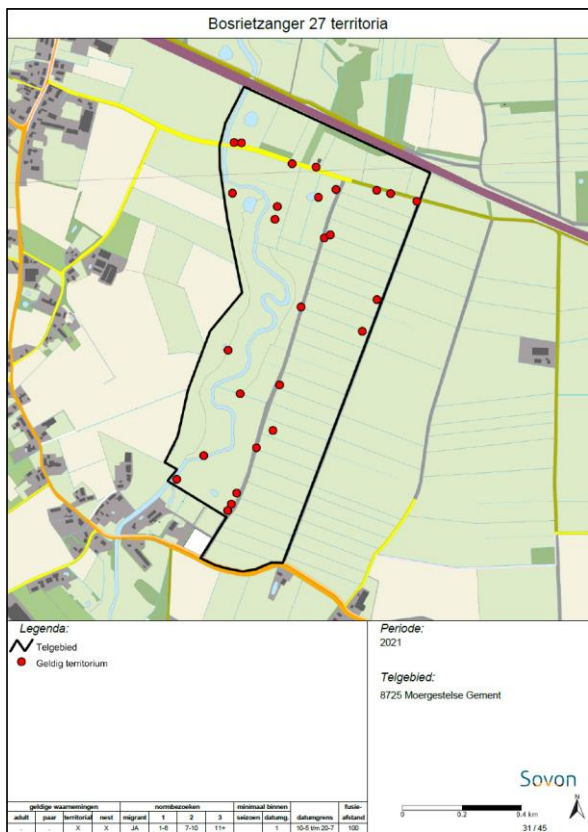 Bosrietzanger 27 territoria
Legenda:
Telgebied
Geldig territorium
Periode:
2021
Telgebied:
8725 Moergestelse Gement
Sovon
N
0 0.2 0.4 km
31 / 45
geldige waarnemingen normbezoeken minimaal binnen fusie-
adult paar territoriaal nest migrant 1 2 3 seizoen datumg. datumgrens afstand
. . X X JA 1-6 7-10 11+ . 1 10-5 t/m 20-7 100